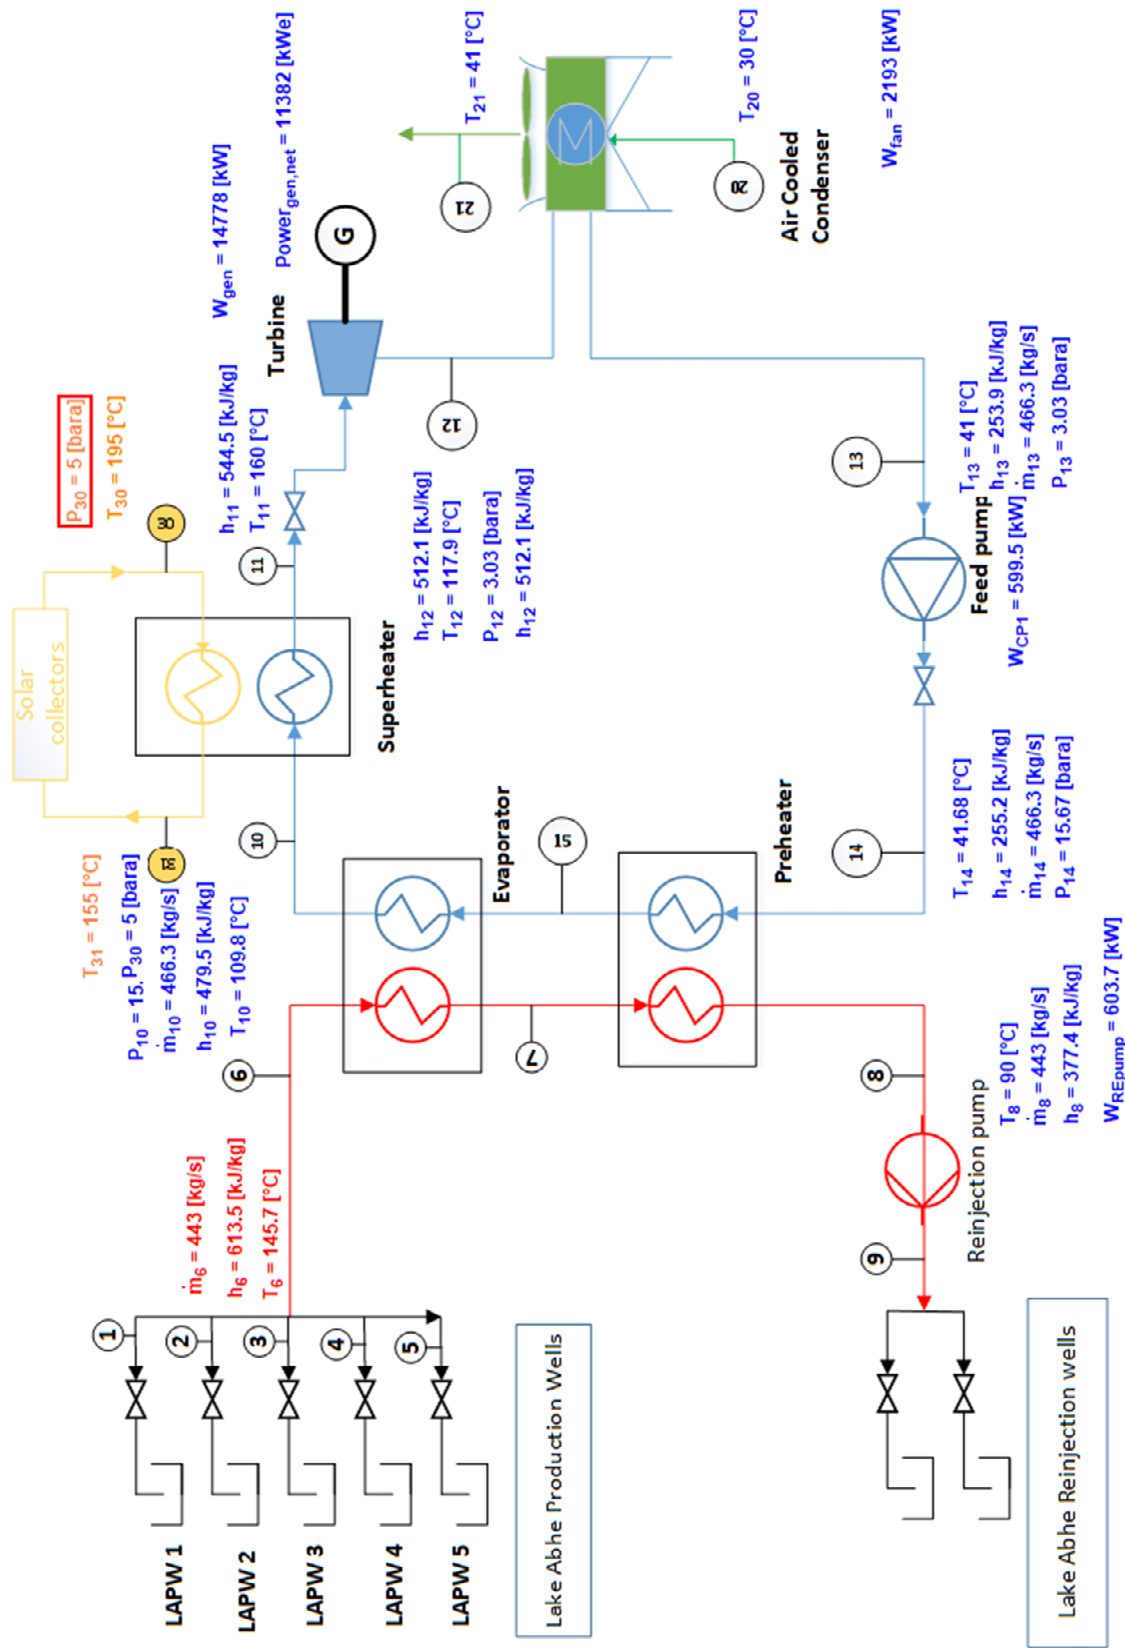 Solar
collectors
P30 = 5 [bara]
T30 = 195 [°C]
30
31
T31 = 155 [°C]
P10 = 15. P30 = 5 [bara]
ṁ10 = 466.3 [kg/s]
h10 = 479.5 [kJ/kg]
T10 = 109.8 [°C]
10
11
Superheater
h11 = 544.5 [kJ/kg]
T11 = 160 [°C]
Turbine
G
Wgen = 14778 [kW]
Powergen,net = 11382 [kWe]
12
h12 = 512.1 [kJ/kg]
T12 = 117.9 [°C]
P12 = 3.03 [bara]
h12 = 512.1 [kJ/kg]
21
T21 = 41 [°C]
M
20
T20 = 30 [°C]
Air Cooled
Condenser
Wfan = 2193 [kW]
13
T13 = 41 [°C]
h13 = 253.9 [kJ/kg]
ṁ13 = 466.3 [kg/s]
P13 = 3.03 [bara]
Feed pump
WCP1 = 599.5 [kW]
14
T14 = 41.68 [°C]
h14 = 255.2 [kJ/kg]
ṁ14 = 466.3 [kg/s]
P14 = 15.67 [bara]
Evaporator
15
Preheater
6
7
8
T8 = 90 [°C]
ṁ8 = 443 [kg/s]
h8 = 377.4 [kJ/kg]
WREpump = 603.7 [kW]
Reinjection pump
9
ṁ6 = 443 [kg/s]
h6 = 613.5 [kJ/kg]
T6 = 145.7 [°C]
1
2
3
4
5
LAPW 1
LAPW 2
LAPW 3
LAPW 4
LAPW 5
Lake Abhe Production Wells
Lake Abhe Reinjection wells